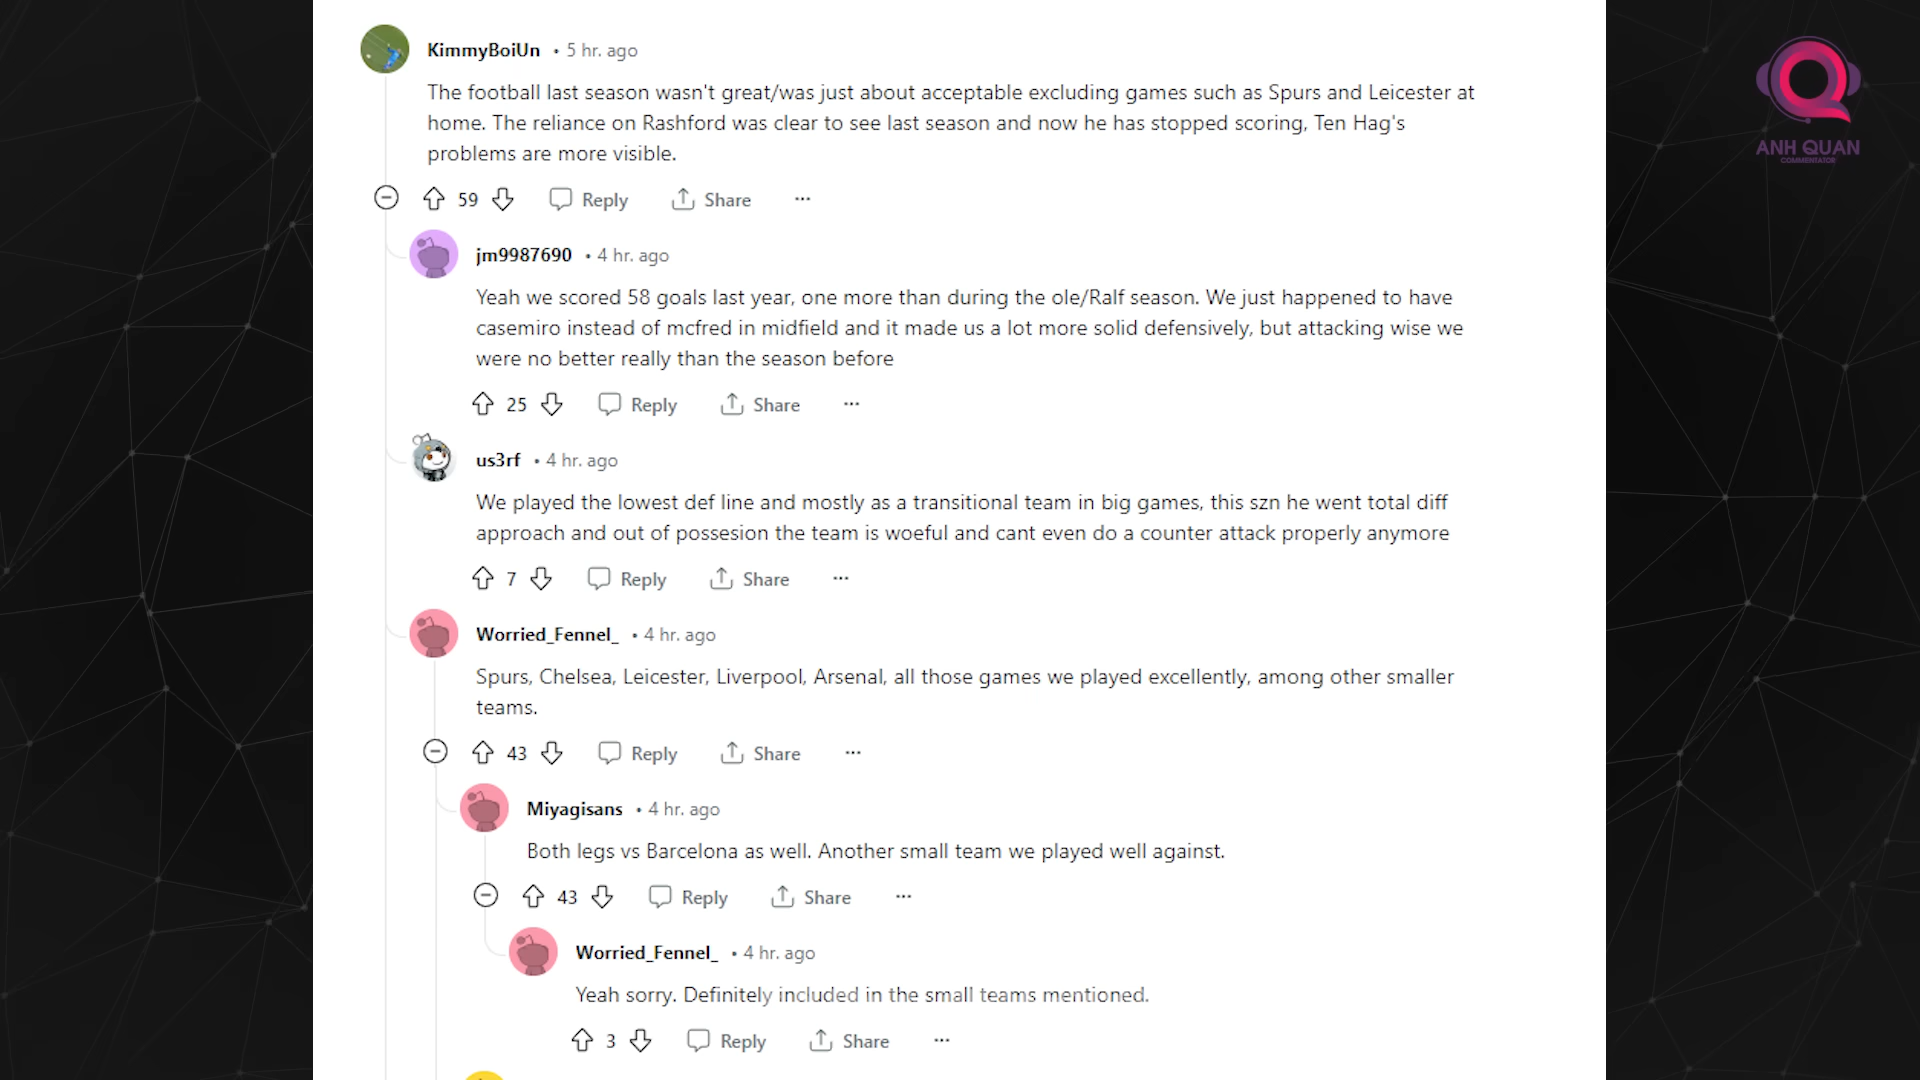 KimmyBoiUn • 5 hr. ago
The football last season wasn't great/was just about acceptable excluding games such as Spurs and Leicester at
home. The reliance on Rashford was clear to see last season and now he has stopped scoring, Ten Hag's
problems are more visible.
59 Reply Share ...
jm9987690 • 4 hr. ago
Yeah we scored 58 goals last year, one more than during the ole/Ralf season. We just happened to have
casemiro instead of mcfred in midfield and it made us a lot more solid defensively, but attacking wise we
were no better really than the season before
25 Reply Share ...
us3rf • 4 hr. ago
We played the lowest def line and mostly as a transitional team in big games, this szn he went total diff
approach and out of possesion the team is woeful and cant even do a counter attack properly anymore
7 Reply Share ...
Worried_Fennel_ • 4 hr. ago
Spurs, Chelsea, Leicester, Liverpool, Arsenal, all those games we played excellently, among other smaller
teams.
43 Reply Share ...
Miyagisans • 4 hr. ago
Both legs vs Barcelona as well. Another small team we played well against.
43 Reply Share ...
Worried_Fennel_ • 4 hr. ago
Yeah sorry. Definitely included in the small teams mentioned.
3 Reply Share ...
ANH QUAN
COMMENTATOR